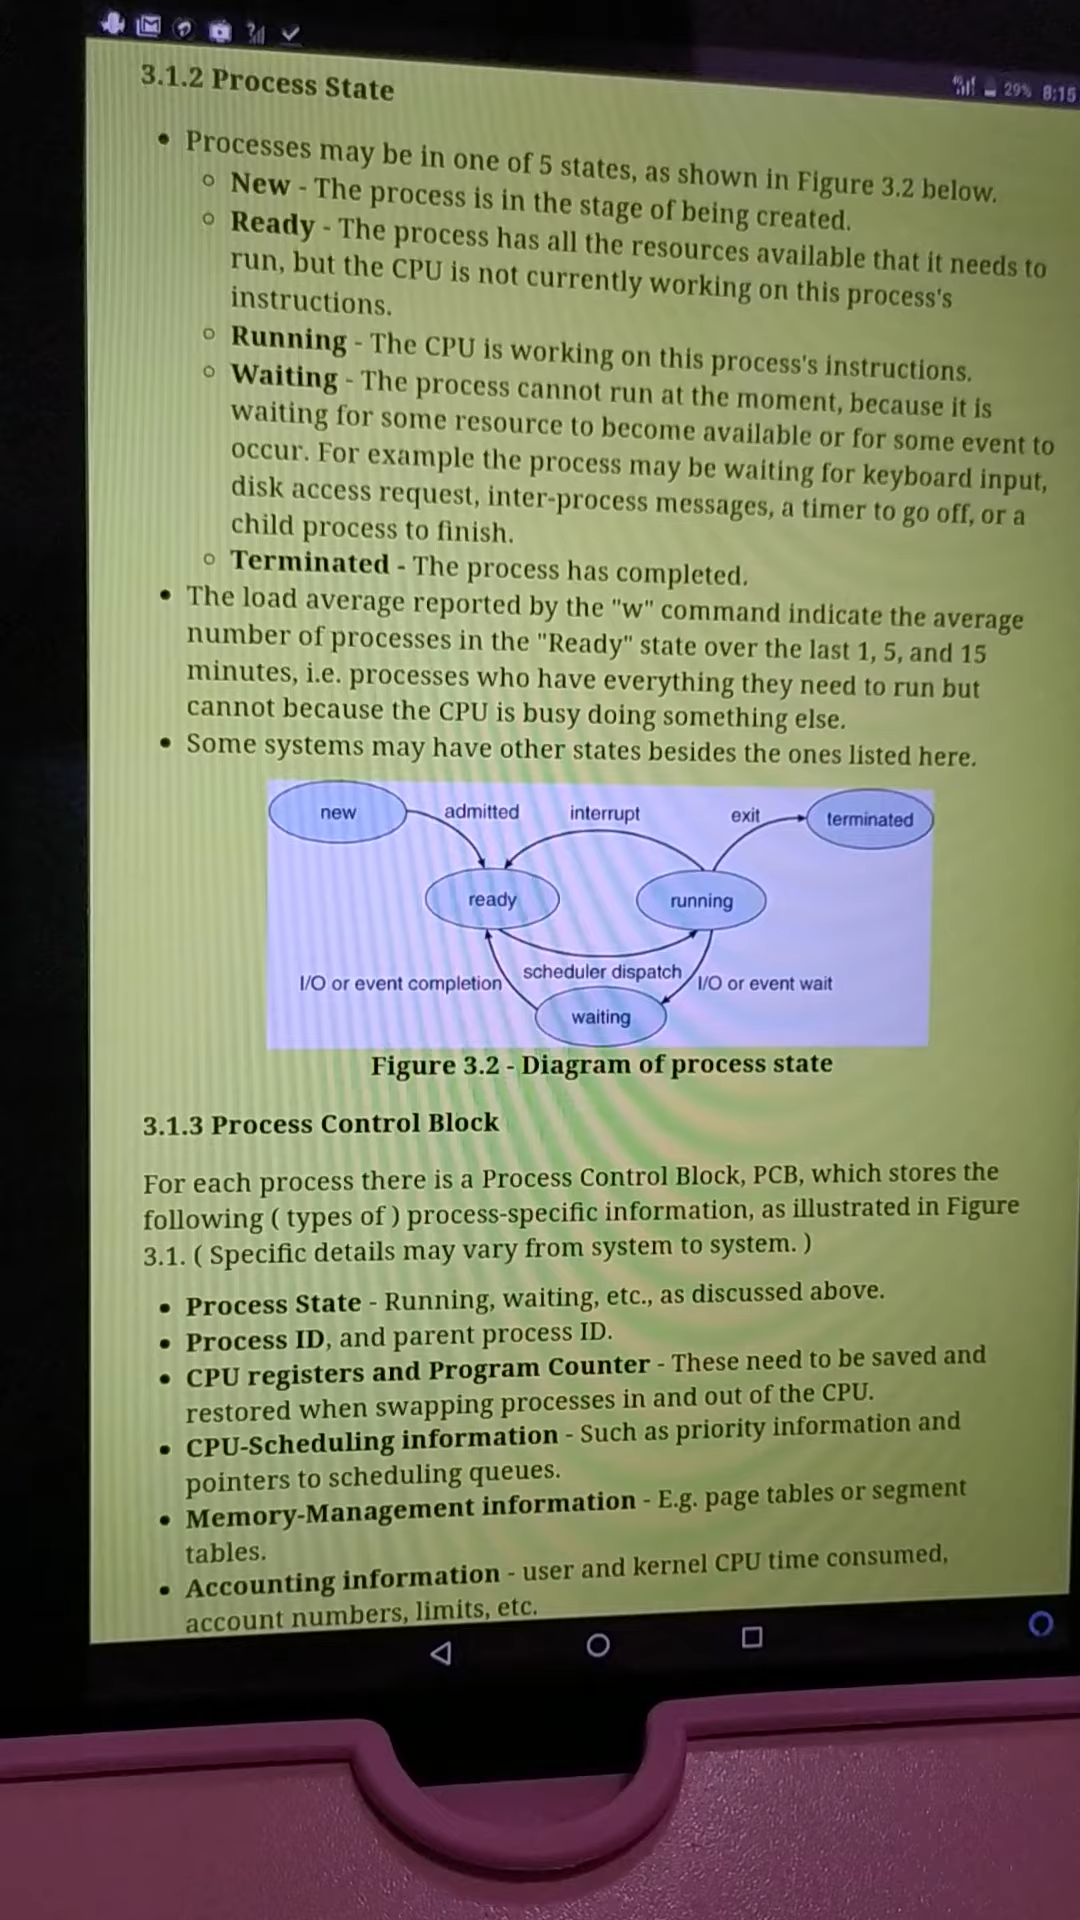 29% 8:15
3.1.2 Process State
• Processes may be in one of 5 states, as shown in Figure 3.2 below.
○ New - The process is in the stage of being created.
○ Ready - The process has all the resources available that it needs to
run, but the CPU is not currently working on this process's
instructions.
○ Running - The CPU is working on this process's instructions.
○ Waiting - The process cannot run at the moment, because it is
waiting for some resource to become available or for some event to
occur. For example the process may be waiting for keyboard input,
disk access request, inter-process messages, a timer to go off, or a
child process to finish.
○ Terminated - The process has completed.
• The load average reported by the "w" command indicate the average
number of processes in the "Ready" state over the last 1, 5, and 15
minutes, i.e. processes who have everything they need to run but
cannot because the CPU is busy doing something else.
• Some systems may have other states besides the ones listed here.
new admitted interrupt exit terminated
ready running
scheduler dispatch
I/O or event completion I/O or event wait
waiting
Figure 3.2 - Diagram of process state
3.1.3 Process Control Block
For each process there is a Process Control Block, PCB, which stores the
following ( types of ) process-specific information, as illustrated in Figure
3.1. ( Specific details may vary from system to system. )
• Process State - Running, waiting, etc., as discussed above.
• Process ID, and parent process ID.
• CPU registers and Program Counter - These need to be saved and
restored when swapping processes in and out of the CPU.
• CPU-Scheduling information - Such as priority information and
pointers to scheduling queues.
• Memory-Management information - E.g. page tables or segment
tables.
• Accounting information - user and kernel CPU time consumed,
account numbers, limits, etc.